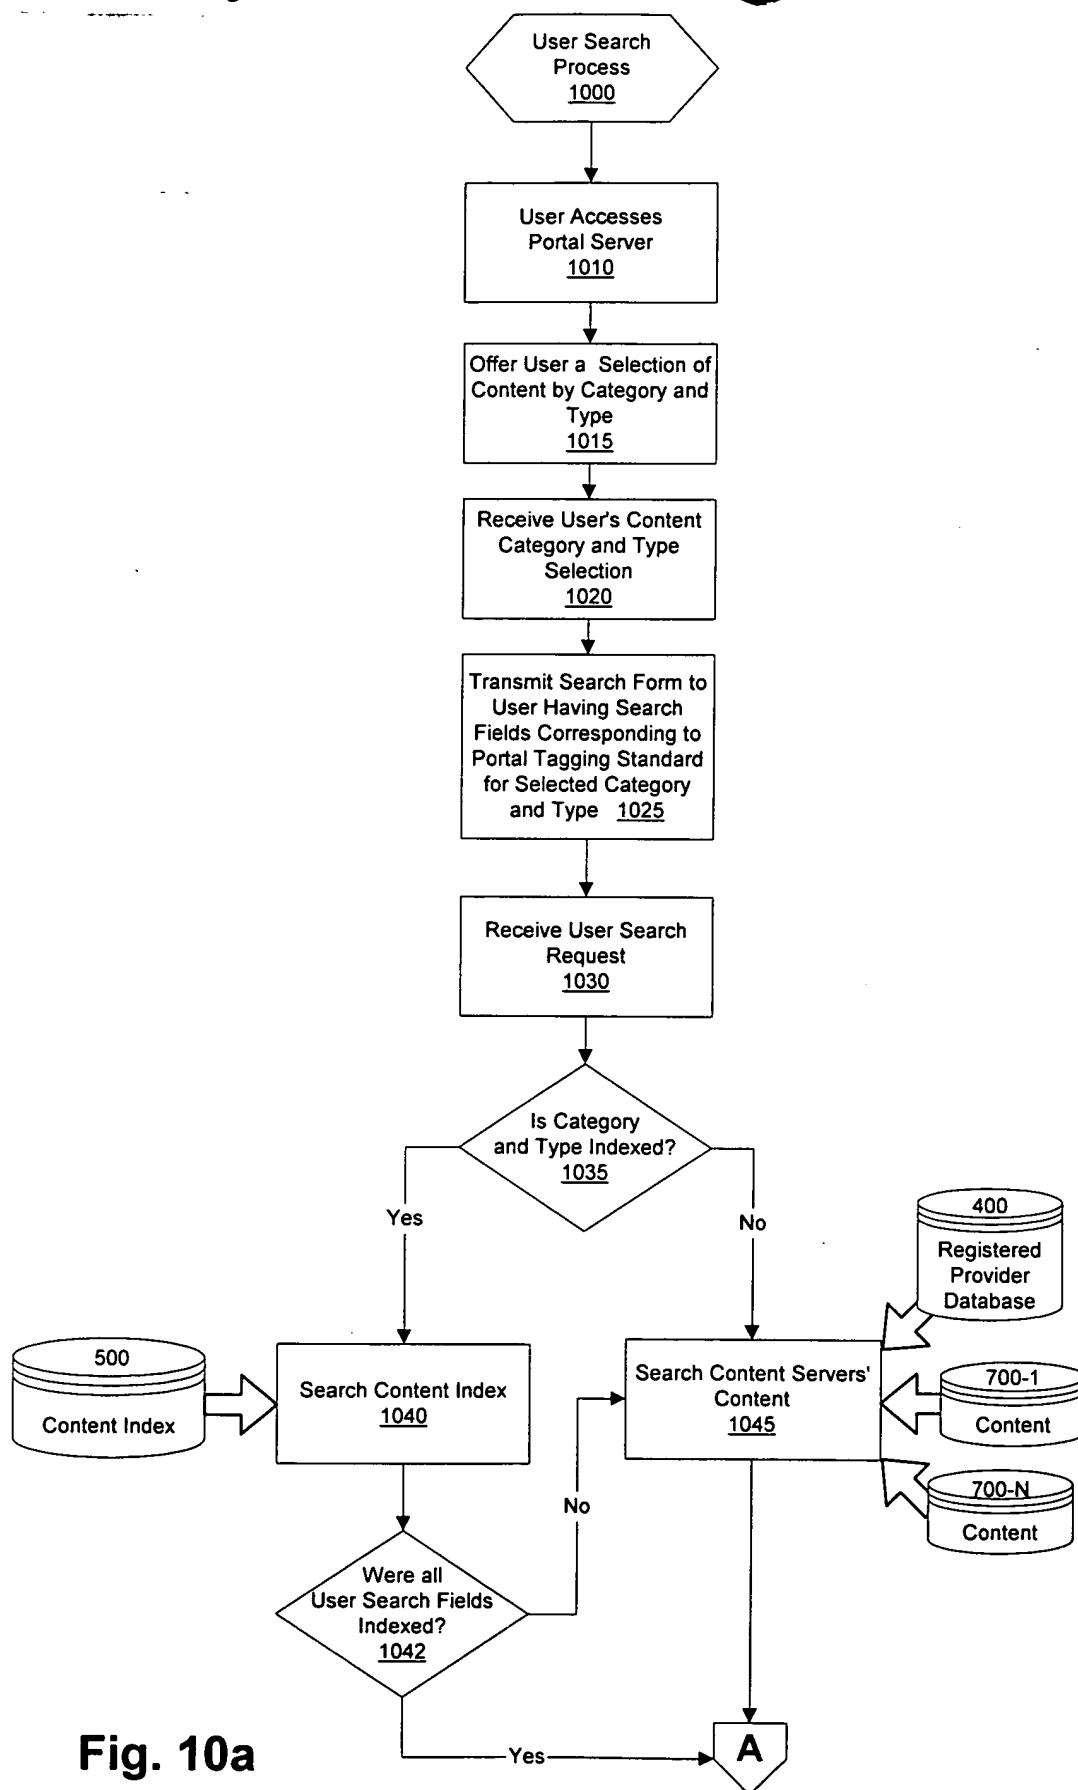 User Search
Process
1000
User Accesses
Portal Server
1010
Offer User a Selection of
Content by Category and
Type
1015
Receive User's Content
Category and Type
Selection
1020
Transmit Search Form to
User Having Search
Fields Corresponding to
Portal Tagging Standard
for Selected Category
and Type 1025
Receive User Search
Request
1030
Is Category
and Type Indexed?
1035
Yes
No
400
Registered
Provider
Database
500
Content Index
Search Content Index
1040
Search Content Servers'
Content
1045
700-1
Content
700-N
Content
No
Were all
User Search Fields
Indexed?
1042
Yes
A
Fig. 10a